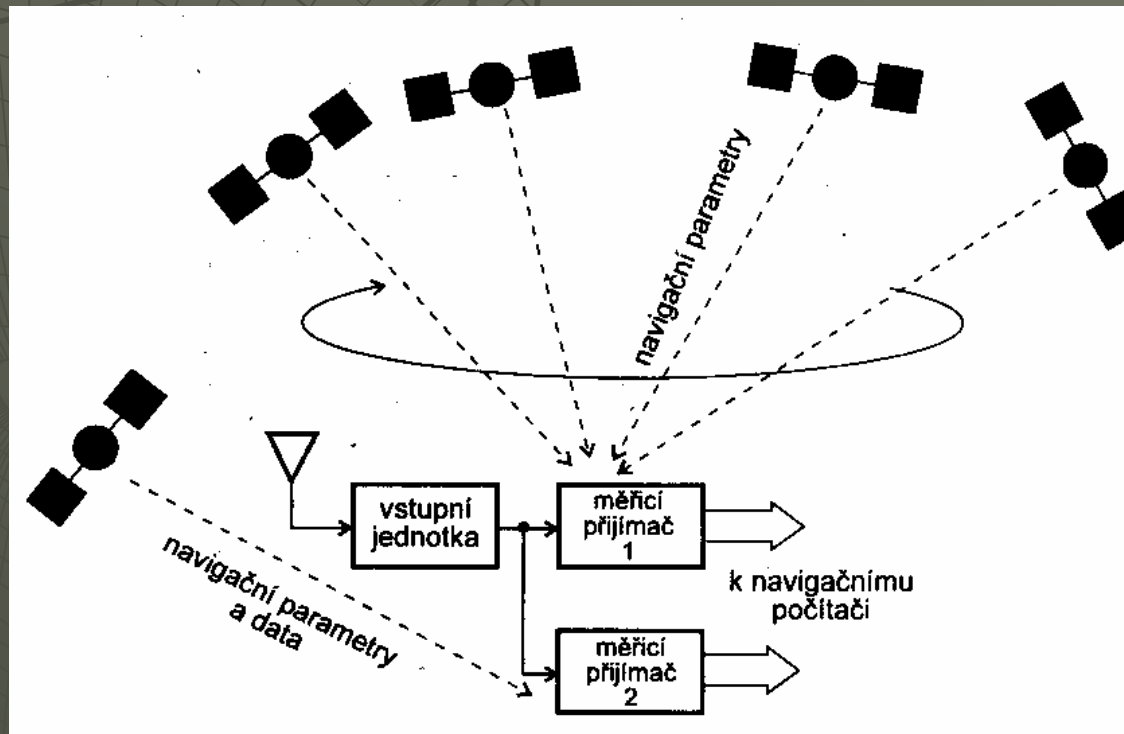 navigační parametry
vstupní
jednotka
měřicí
přijímač
1
navigační parametry
a data
k navigačnímu
počítači
měřicí
přijímač
2